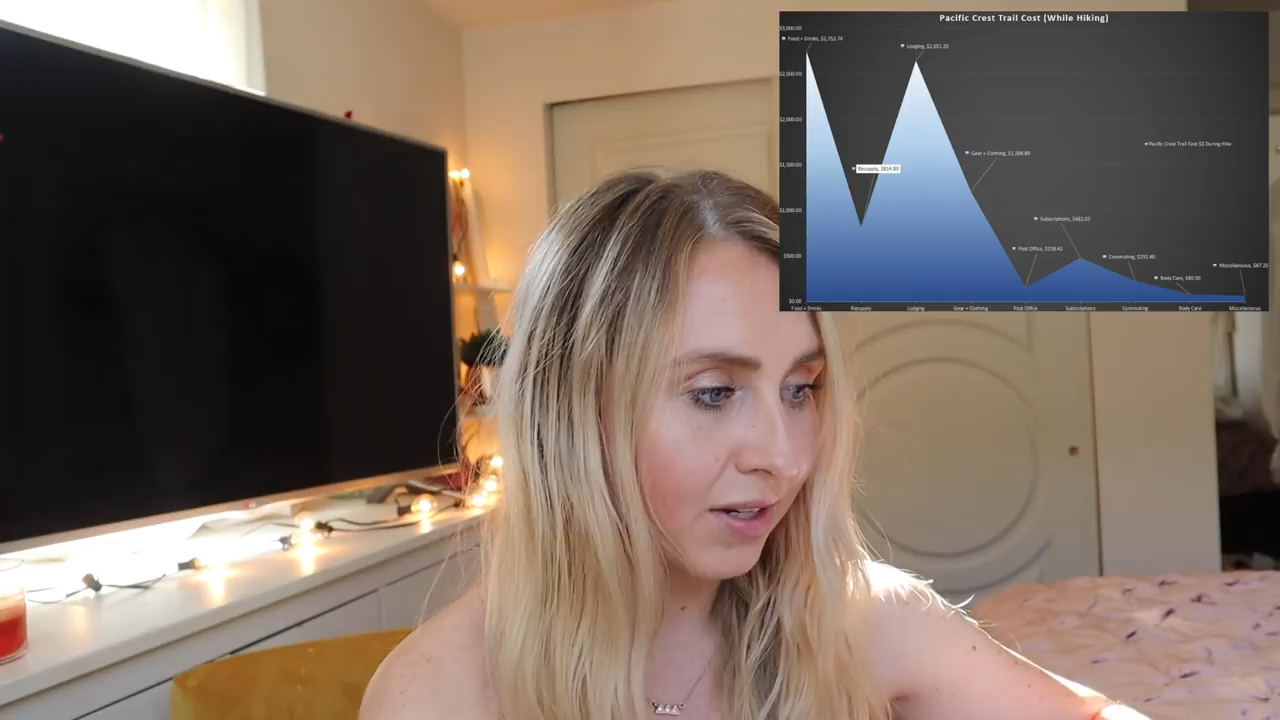 Pacific Crest Trail Cost (While Hiking)
$3,000.00
Food + Drinks, $2,752.74
Lodging, $2,651.20
$2,500.00
$2,000.00
Pacific Crest Trail Cost $$ During Hike
Gear + Clothing, $1,208.89
$1,500.00
Resupply, $814.89
$1,000.00
Subscriptions, $482.03
Post Office, $158.42
$500.00
Commuting, $231.40
Miscellaneous, $67.25
Body Care, $80.00
$0.00
Food + Drinks Resupply Lodging Gear + Clothing Post Office Subscriptions Commuting Body Care Miscellaneous